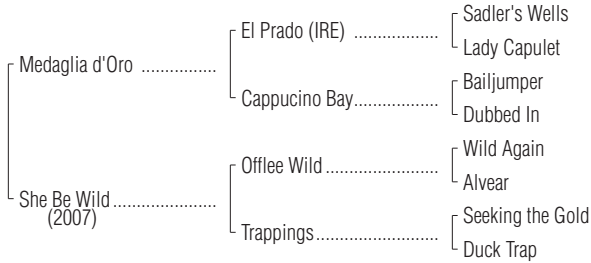 Sadler's Wells
El Prado (IRE) ..................
Lady Capulet
Medaglia d'Oro ................
Bailjumper
Cappucino Bay..................
Dubbed In
Wild Again
Offlee Wild ........................
Alvear
She Be Wild ......................
(2007)
Seeking the Gold
Trappings..........................
Duck Trap